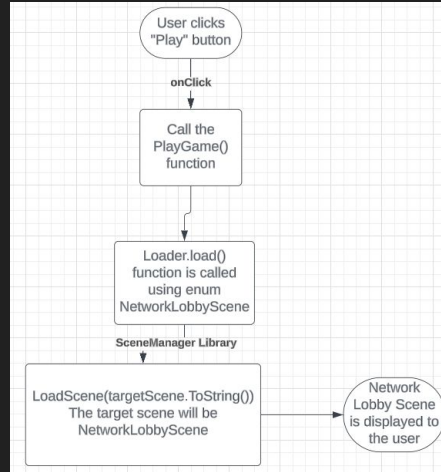 User clicks
"Play" button
onClick
Call the
PlayGame()
function
Loader.load()
function is called
using enum
NetworkLobbyScene
SceneManager Library
LoadScene(targetScene.ToString())
The target scene will be
NetworkLobbyScene
Network
Lobby Scene
is displayed to
the user